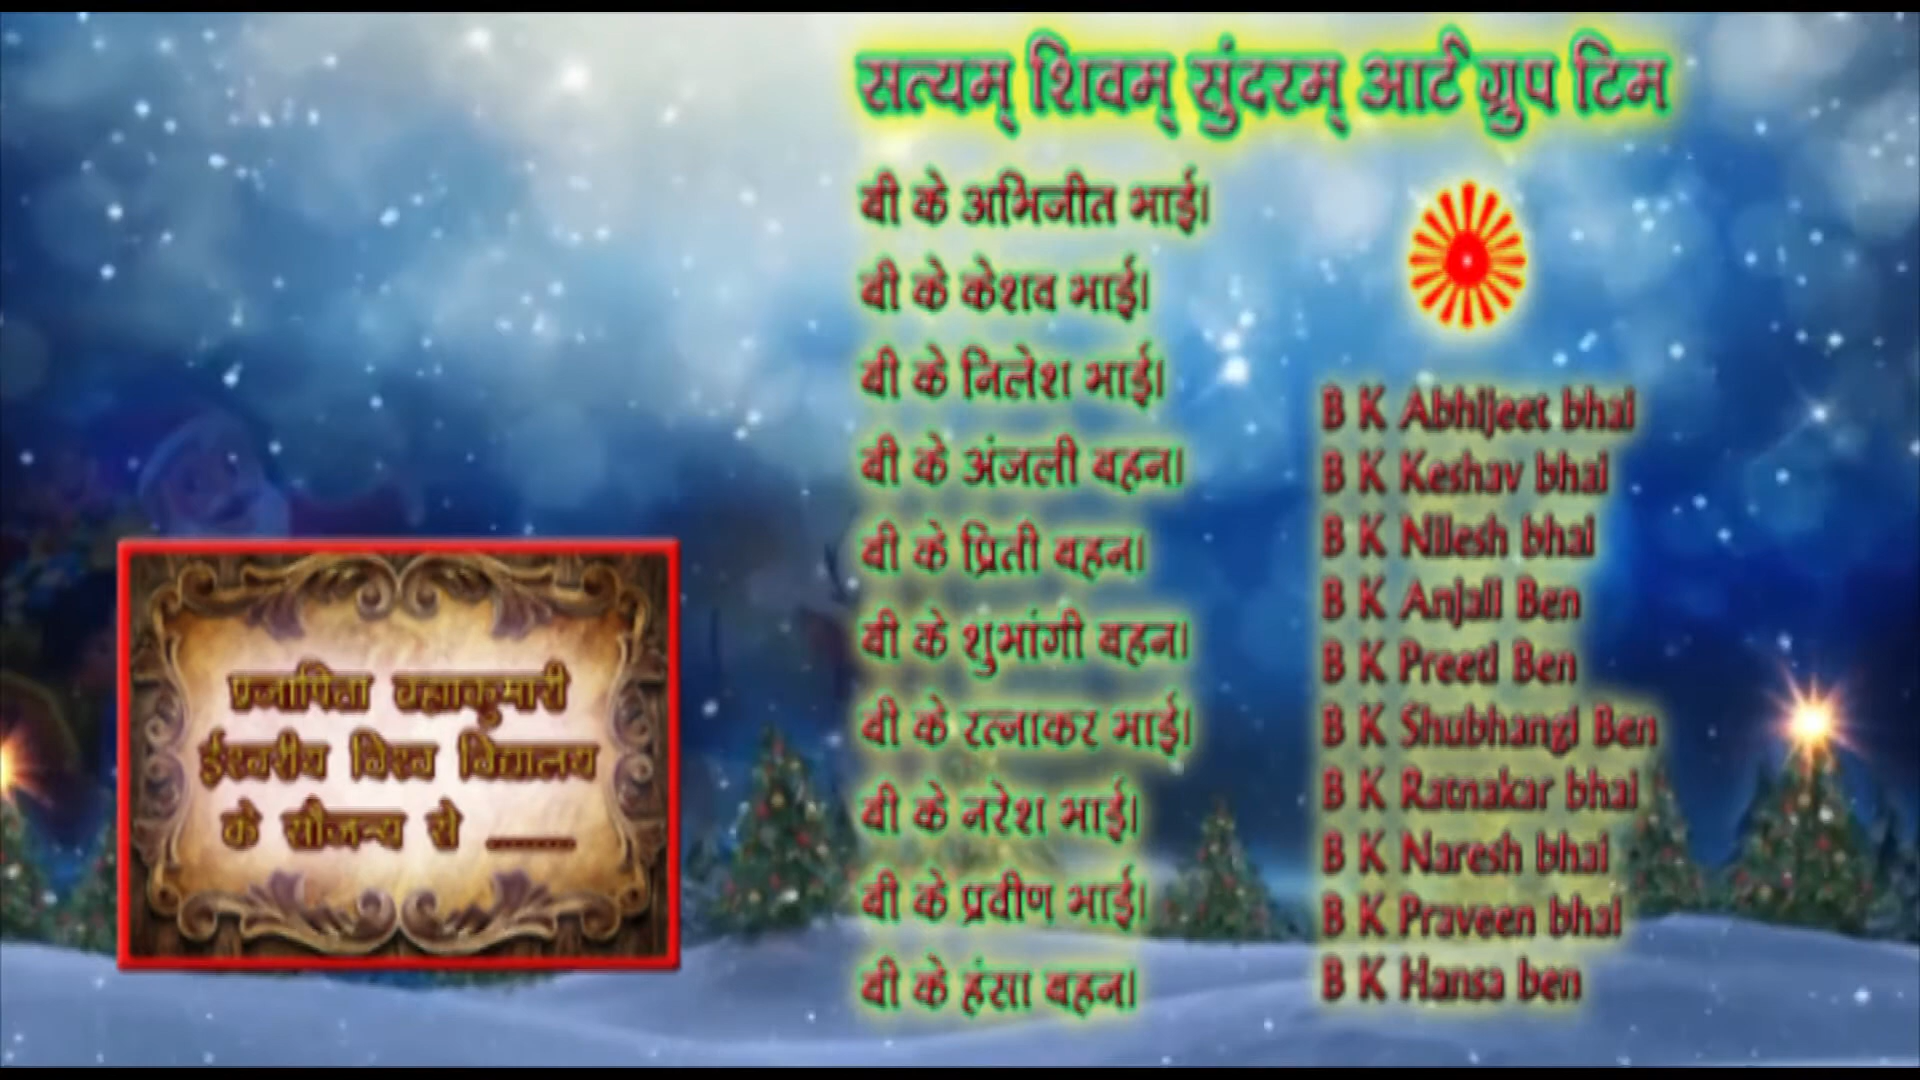 सत्यम् शिवम् सुंदरम् आर्ट ग्रुप टिम
बी के अभिजीत भाई।
बी के केशव भाई।
बी के निलेश भाई।
बी के अंजली बहन।
बी के प्रिती बहन।
बी के शुभांगी बहन।
बी के रत्नाकर भाई।
बी के नरेश भाई।
बी के प्रवीण भाई।
बी के हंसा बहन।
B K Abhijeet bhai
B K Keshav bhai
B K Nilesh bhai
B K Anjali Ben
B K Preeti Ben
B K Shubhangi Ben
B K Ratnakar bhai
B K Naresh bhai
B K Praveen bhai
B K Hansa ben
प्रजापिता ब्रह्माकुमारी
ईश्वरीय विश्व विद्यालय
के सौजन्य से .......